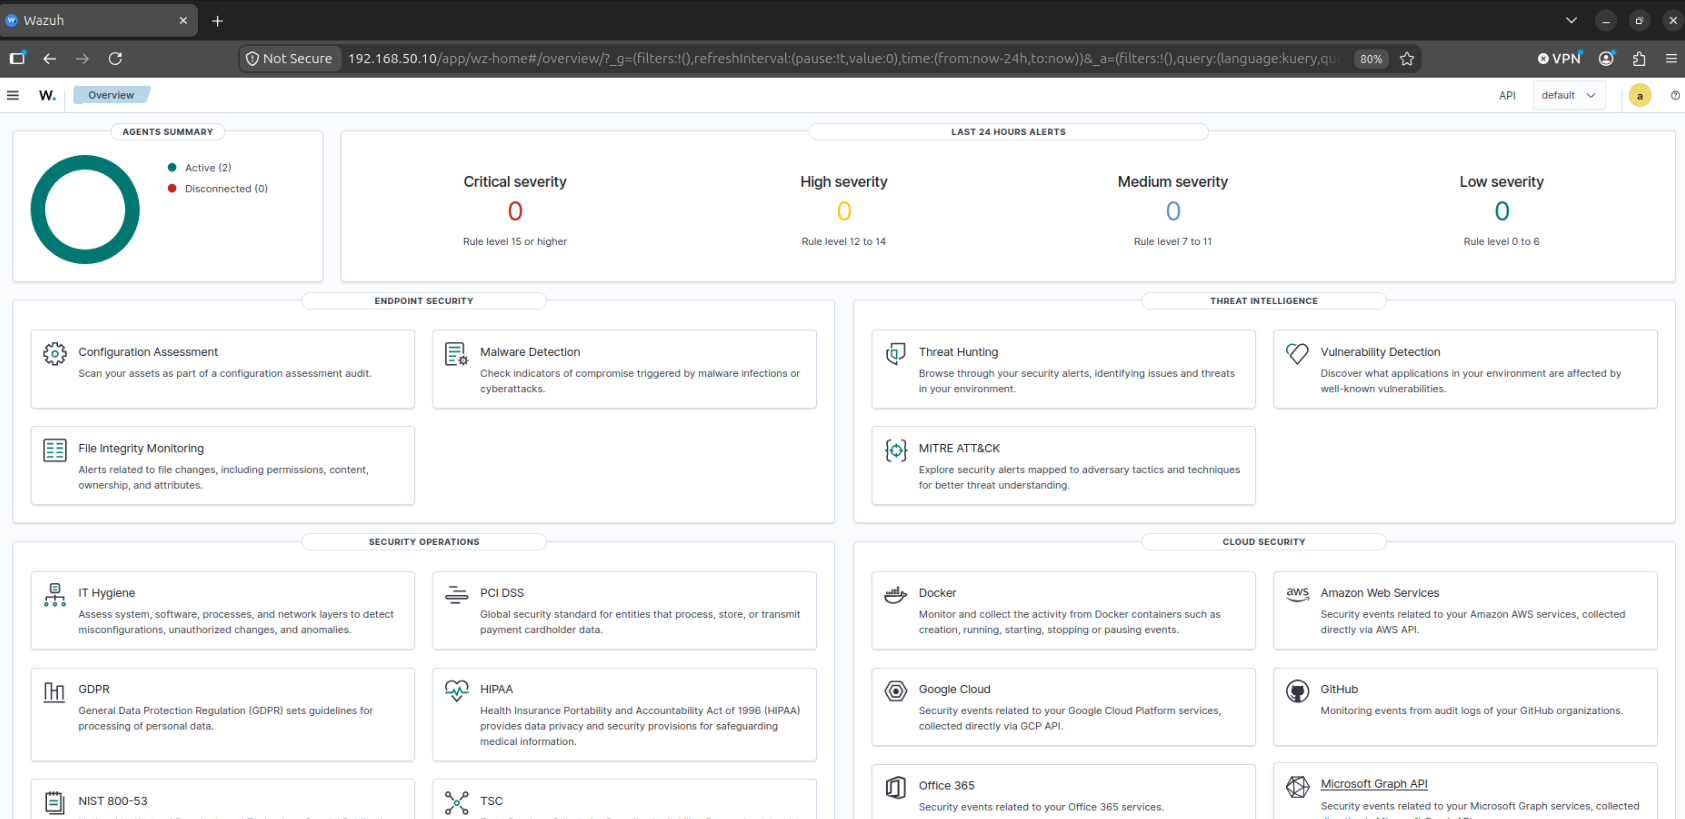 Wazuh
Not Secure
192.168.50.10/app/wz-home#/overview/?_g=(filters:!(),refreshInterval:(pause:!t,value:0),time:(from:now-24h,to:now))&_a=(filters:!(),query:(language:kuery,qu
80%
VPN
W.
Overview
API
default
a
AGENTS SUMMARY
Active (2)
Disconnected (0)
LAST 24 HOURS ALERTS
Critical severity
0
Rule level 15 or higher
High severity
0
Rule level 12 to 14
Medium severity
0
Rule level 7 to 11
Low severity
0
Rule level 0 to 6
ENDPOINT SECURITY
Configuration Assessment
Scan your assets as part of a configuration assessment audit.
Malware Detection
Check indicators of compromise triggered by malware infections or
cyberattacks.
File Integrity Monitoring
Alerts related to file changes, including permissions, content,
ownership, and attributes.
THREAT INTELLIGENCE
Threat Hunting
Browse through your security alerts, identifying issues and threats
in your environment.
Vulnerability Detection
Discover what applications in your environment are affected by
well-known vulnerabilities.
MITRE ATT&CK
Explore security alerts mapped to adversary tactics and techniques
for better threat understanding.
SECURITY OPERATIONS
IT Hygiene
Assess system, software, processes, and network layers to detect
misconfigurations, unauthorized changes, and anomalies.
PCI DSS
Global security standard for entities that process, store, or transmit
payment cardholder data.
GDPR
General Data Protection Regulation (GDPR) sets guidelines for
processing of personal data.
HIPAA
Health Insurance Portability and Accountability Act of 1996 (HIPAA)
provides data privacy and security provisions for safeguarding
medical information.
NIST 800-53
TSC
CLOUD SECURITY
Docker
Monitor and collect the activity from Docker containers such as
creation, running, starting, stopping or pausing events.
aws
Amazon Web Services
Security events related to your Amazon AWS services, collected
directly via AWS API.
Google Cloud
Security events related to your Google Cloud Platform services,
collected directly via GCP API.
GitHub
Monitoring events from audit logs of your GitHub organizations.
Office 365
Security events related to your Office 365 services.
Microsoft Graph API
Security events related to your Microsoft Graph services, collected